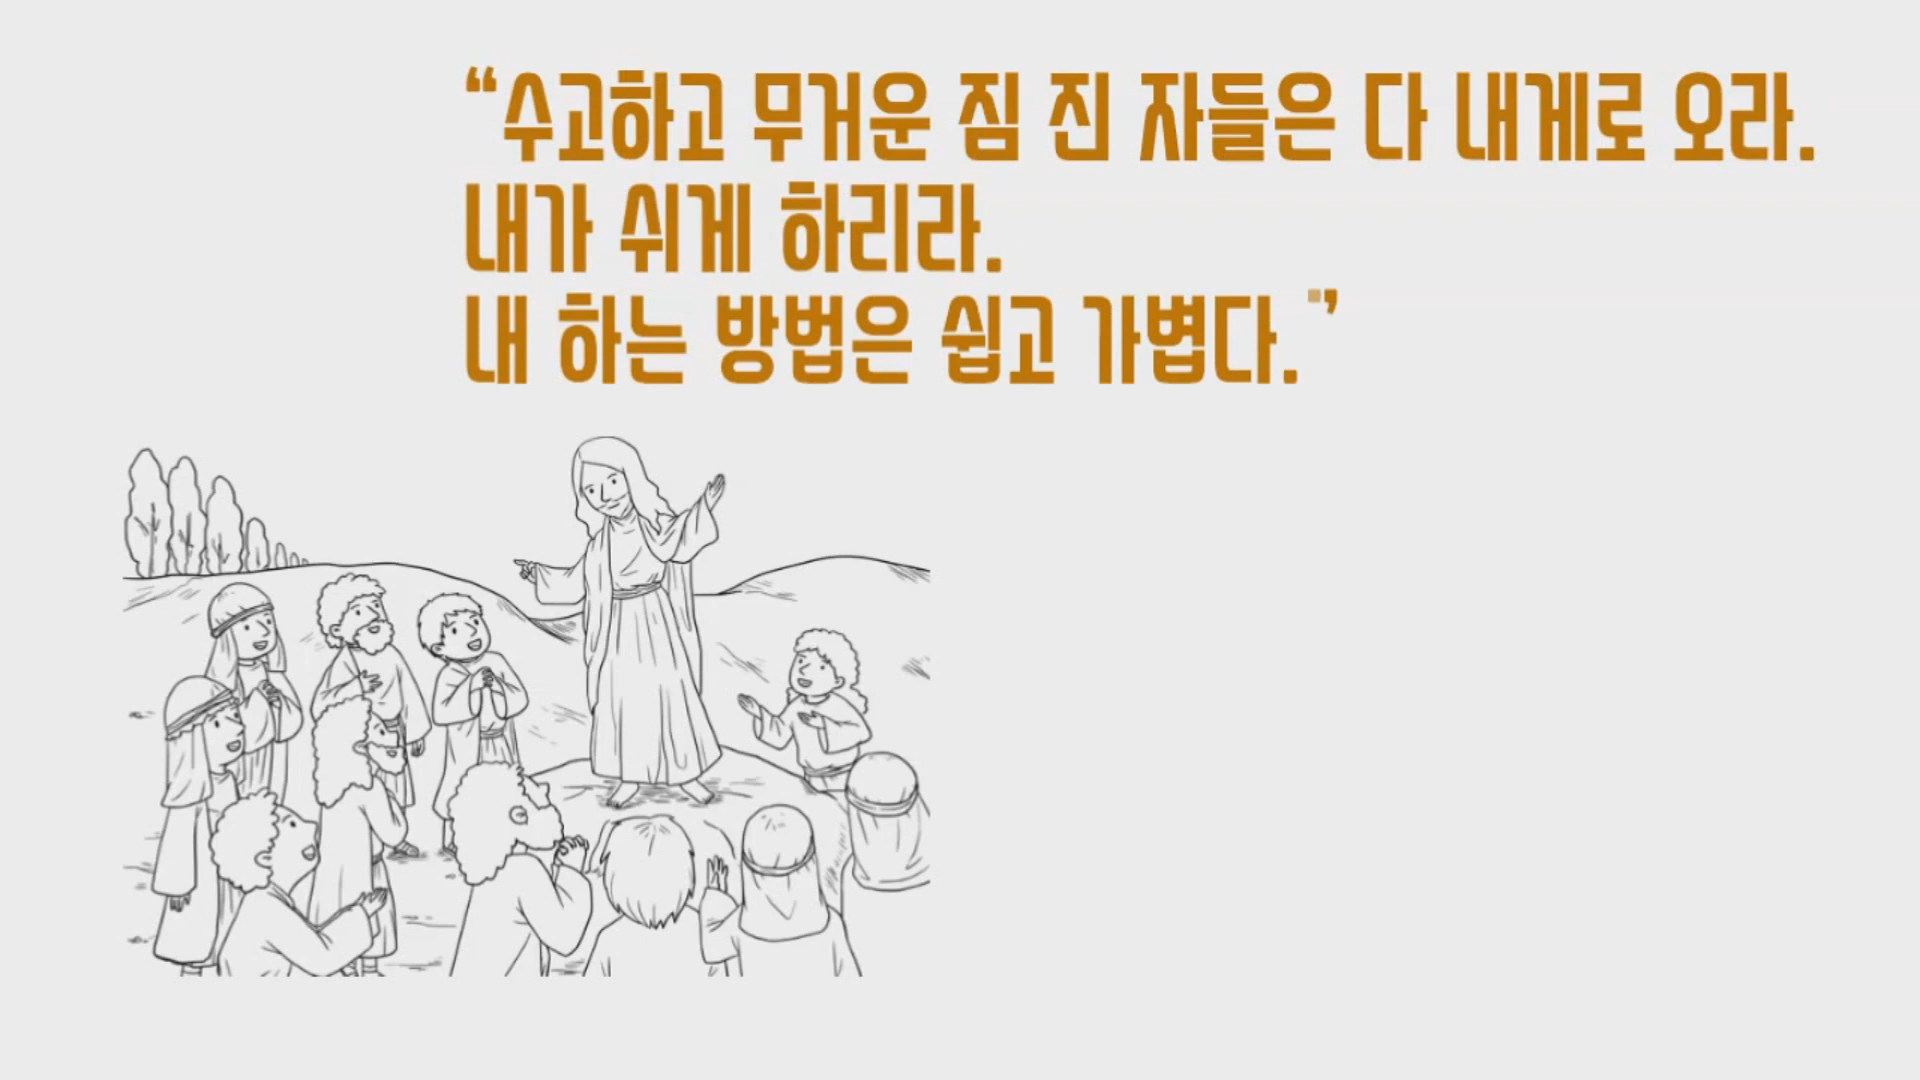 “수고하고 무거운 짐 진 자들은 다 내게로 오라.
내가 쉬게 하리라.
내 하는 방법은 쉽고 가볍다.”